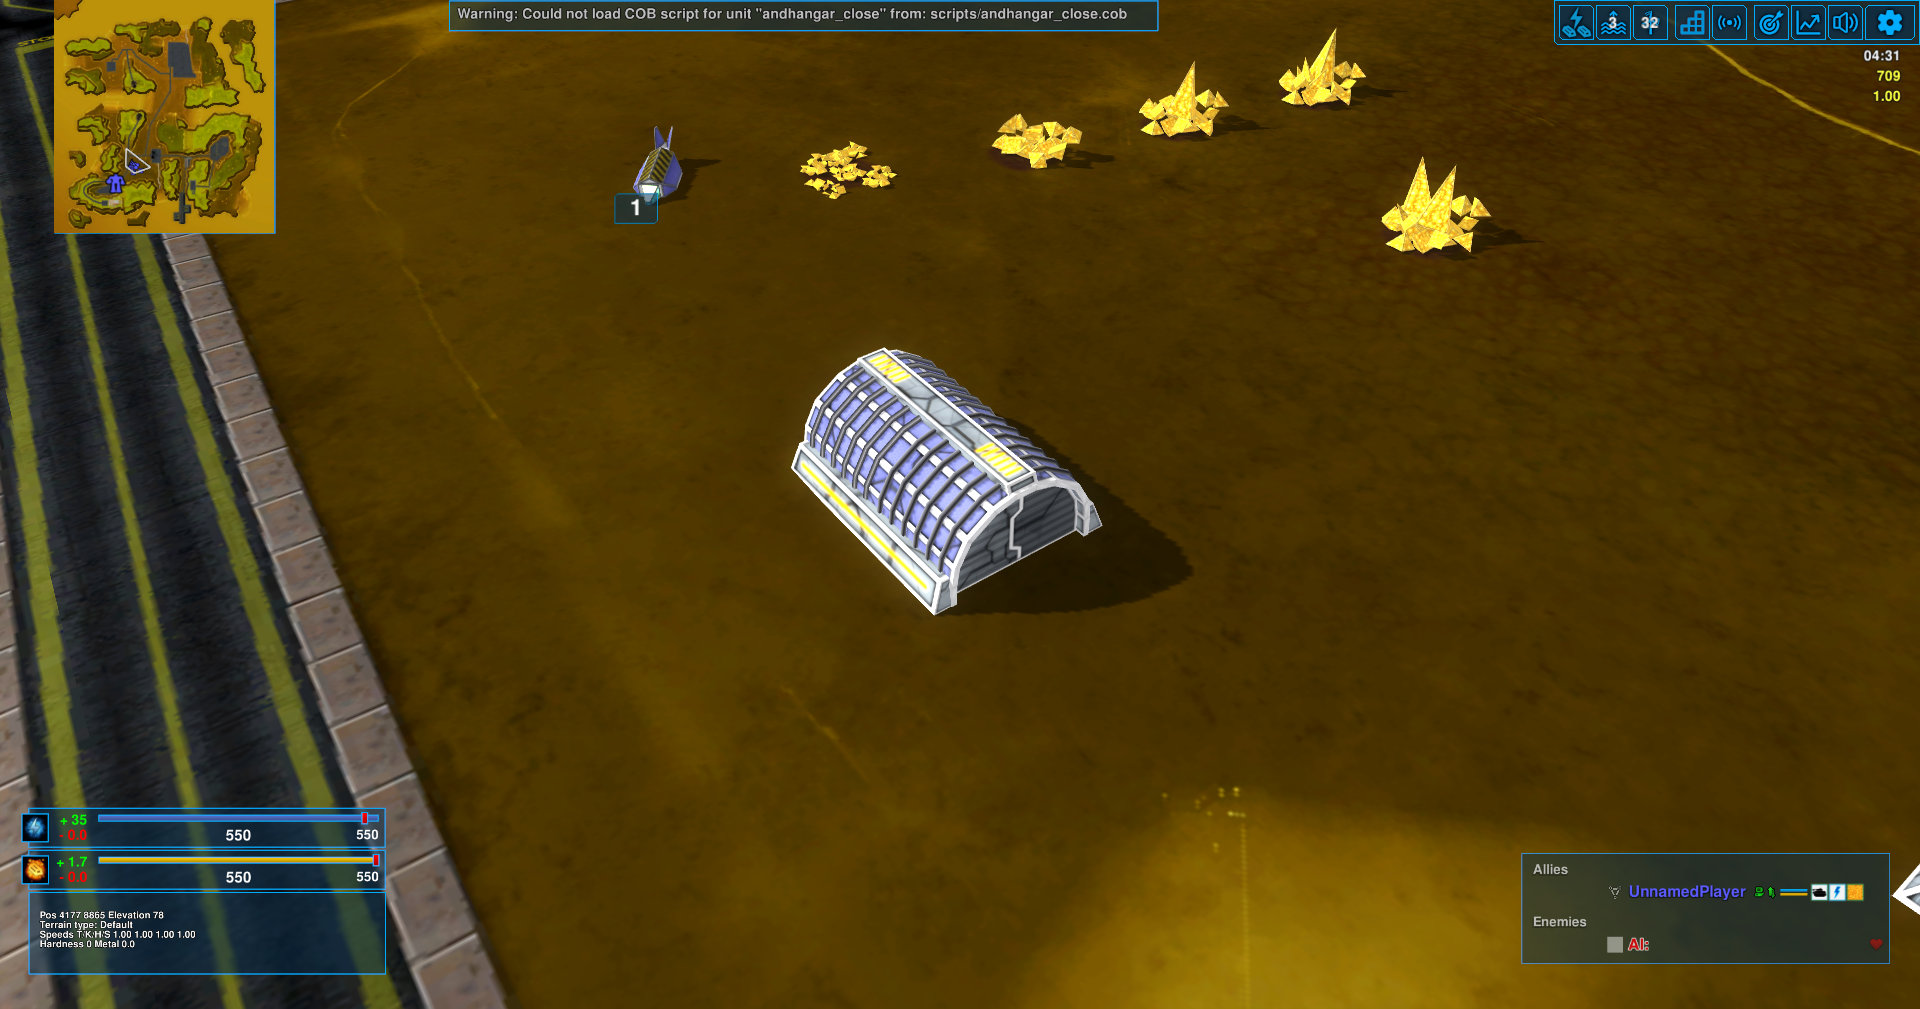 Warning: Could not load COB script for unit "andhangar_close" from: scripts/andhangar_close.cob
3
32
04:31
709
1.00
1
+ 35
- 0.0
550
550
+ 1.7
- 0.0
550
550
Pos 4177 8865 Elevation 78
Terrain type: Default
Speeds T/K/H/S 1.00 1.00 1.00 1.00
Hardness 0 Metal 0.0
Allies
UnnamedPlayer
Enemies
AI: